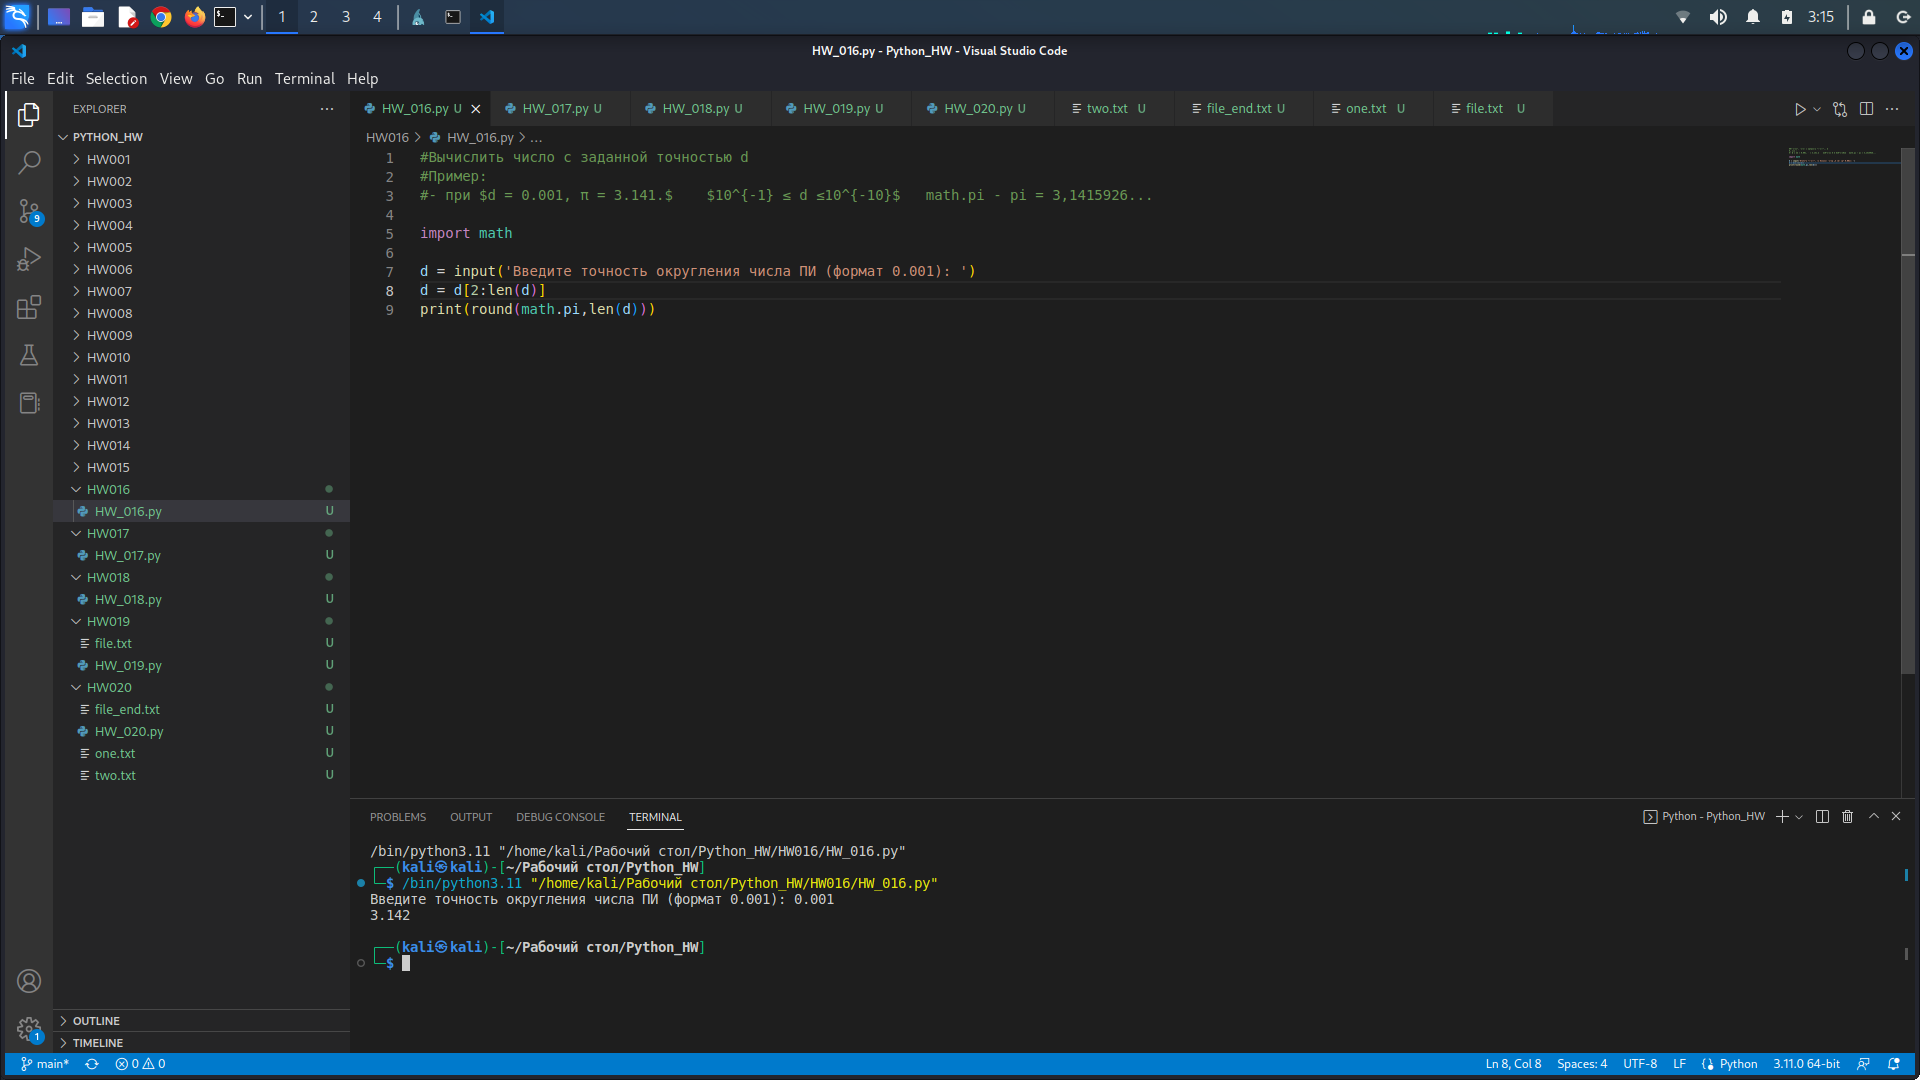 1 2 3 4
3:15
HW_016.py - Python_HW - Visual Studio Code
File Edit Selection View Go Run Terminal Help
EXPLORER
PYTHON_HW
HW001
HW002
HW003
HW004
HW005
HW006
HW007
HW008
HW009
HW010
HW011
HW012
HW013
HW014
HW015
HW016
HW_016.py U
HW017
HW_017.py U
HW018
HW_018.py U
HW019
file.txt U
HW_019.py U
HW020
file_end.txt U
HW_020.py U
one.txt U
two.txt U
OUTLINE
TIMELINE
9
1
HW_016.py U HW_017.py U HW_018.py U HW_019.py U HW_020.py U two.txt U file_end.txt U one.txt U file.txt U
HW016 > HW_016.py > ...
1 #Вычислить число c заданной точностью d
2 #Пример:
3 #- при $d = 0.001, π = 3.141.$    $10^{-1} ≤ d ≤10^{-10}$   math.pi - pi = 3,1415926...
4
5 import math
6
7 d = input('Введите точность округления числа ПИ (формат 0.001): ')
8 d = d[2:len(d)]
9 print(round(math.pi,len(d)))
PROBLEMS OUTPUT DEBUG CONSOLE TERMINAL
Python - Python_HW
/bin/python3.11 "/home/kali/Рабочий стол/Python_HW/HW016/HW_016.py"
┌──(kali㉿kali)-[~/Рабочий стол/Python_HW]
└─$ /bin/python3.11 "/home/kali/Рабочий стол/Python_HW/HW016/HW_016.py"
Введите точность округления числа ПИ (формат 0.001): 0.001
3.142
┌──(kali㉿kali)-[~/Рабочий стол/Python_HW]
└─$
main* 0 0 Ln 8, Col 8 Spaces: 4 UTF-8 LF Python 3.11.0 64-bit